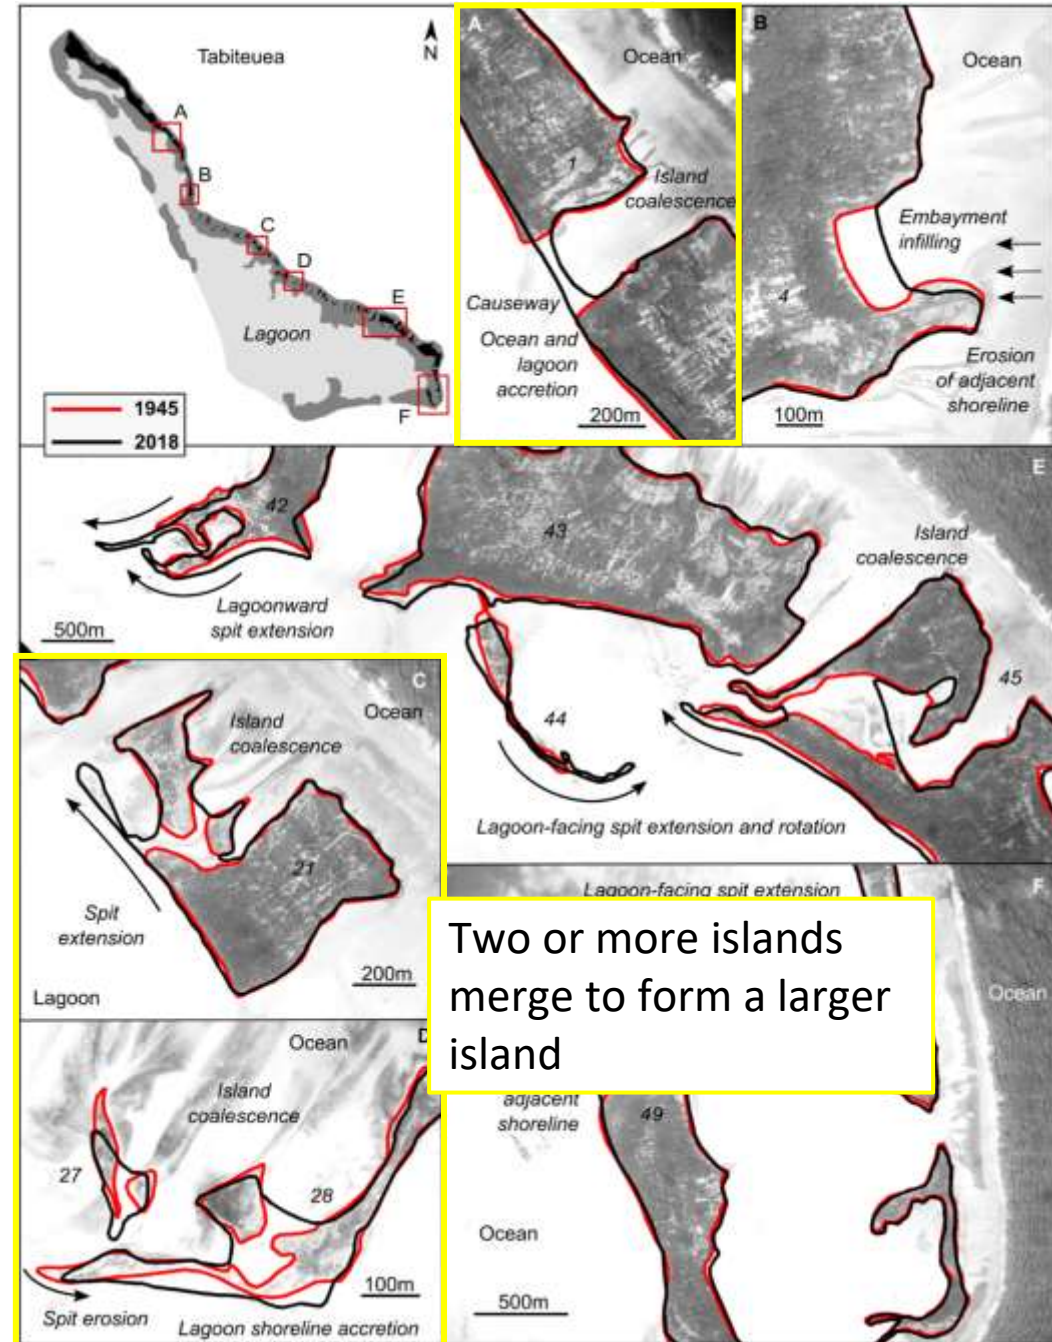 Tabiteuea
N
A
B
C
D
E
F
Lagoon
1945
2018
A
Ocean
1
Island
coalescence
Causeway
Ocean and
lagoon
accretion
200m
B
Ocean
Embayment
infilling
4
Erosion
of adjacent
shoreline
100m
E
42
43
Island
coalescence
Lagoonward
spit extension
500m
45
44
Lagoon-facing spit extension and rotation
C
Ocean
Island
coalescence
21
Spit
extension
200m
Lagoon
D
Ocean
Island
coalescence
27
28
100m
Spit erosion
Lagoon shoreline accretion
Lagoon-facing spit extension
F
Ocean
Two or more islands
merge to form a larger
island
adjacent
shoreline
49
Ocean
500m